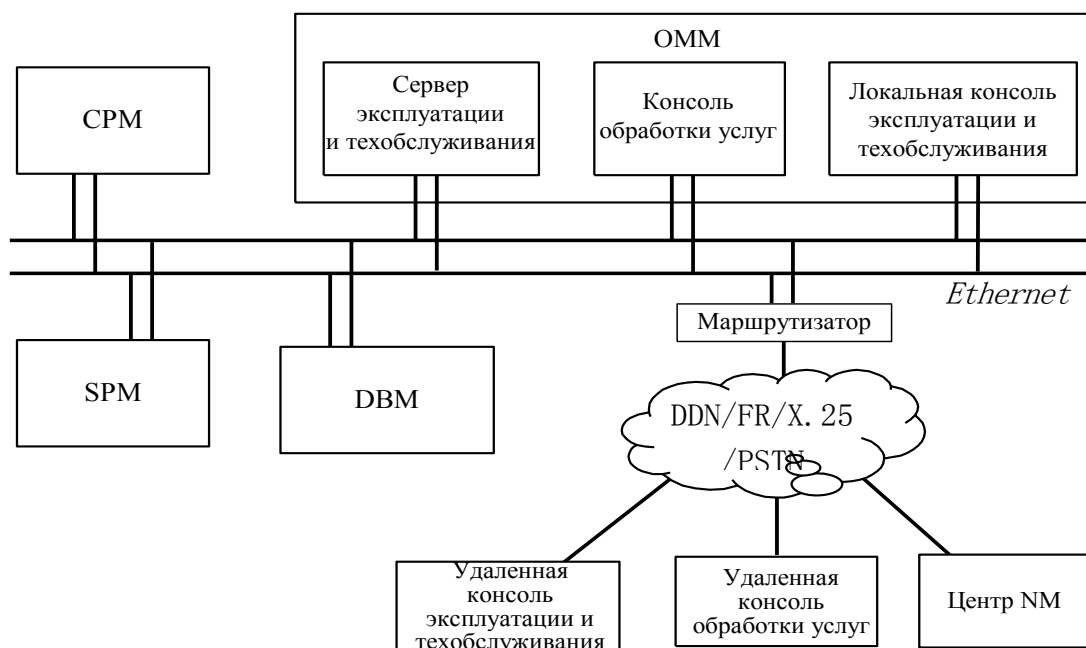 OMM
CPM
Сервер
эксплуатации
и техобслуживания
Консоль
обработки услуг
Локальная консоль
эксплуатации и
техобслуживания
Ethernet
Маршрутизатор
SPM
DBM
DDN/FR/X.25
/PSTN
Удаленная
консоль
эксплуатации и
техобслуживания
Удаленная
консоль
обработки услуг
Центр NM